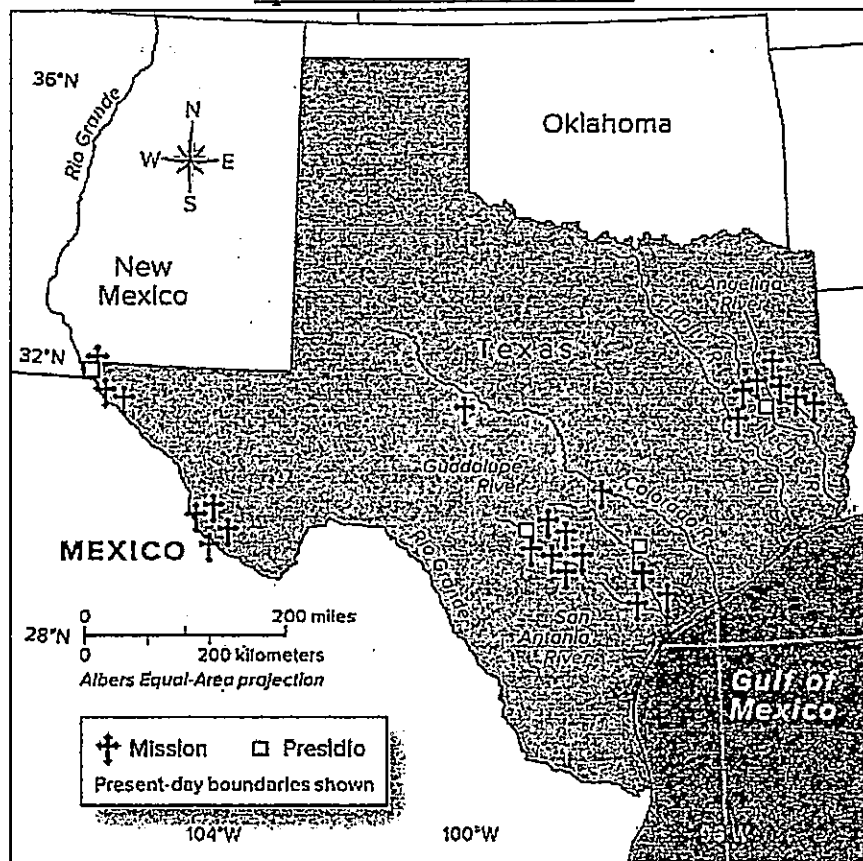 36°N
Rio Grande
N
W E
S
Oklahoma
New
Mexico
Angelina
River
32°N
Texas
Guadalupe
River
Colorado R.
MEXICO
Rio Grande
0 200 miles
28°N
0 200 kilometers
Albers Equal-Area projection
San
Antonio
River
Gulf of
Mexico
Mission Presidio
Present-day boundaries shown
104°W 100°W